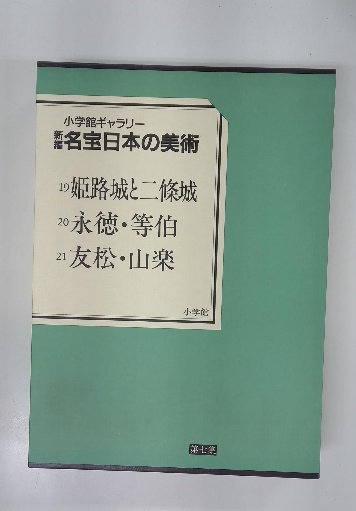 小学館ギャラリー
新編 名宝日本の美術
19 姫路城と二條城
20 永徳・等伯
21 友松・山楽
小学館
第七集